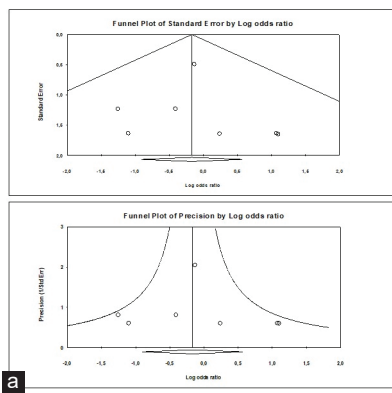 Funnel Plot of Standard Error by Log odds ratio
0,0
0,5
1,0
1,5
2,0
Standard Error
-2,0 -1,5 -1,0 -0,5 0,0 0,5 1,0 1,5 2,0
Log odds ratio
Funnel Plot of Precision by Log odds ratio
3
2
1
0
Precision (1/Std Err)
-2,0 -1,5 -1,0 -0,5 0,0 0,5 1,0 1,5 2,0
Log odds ratio
a